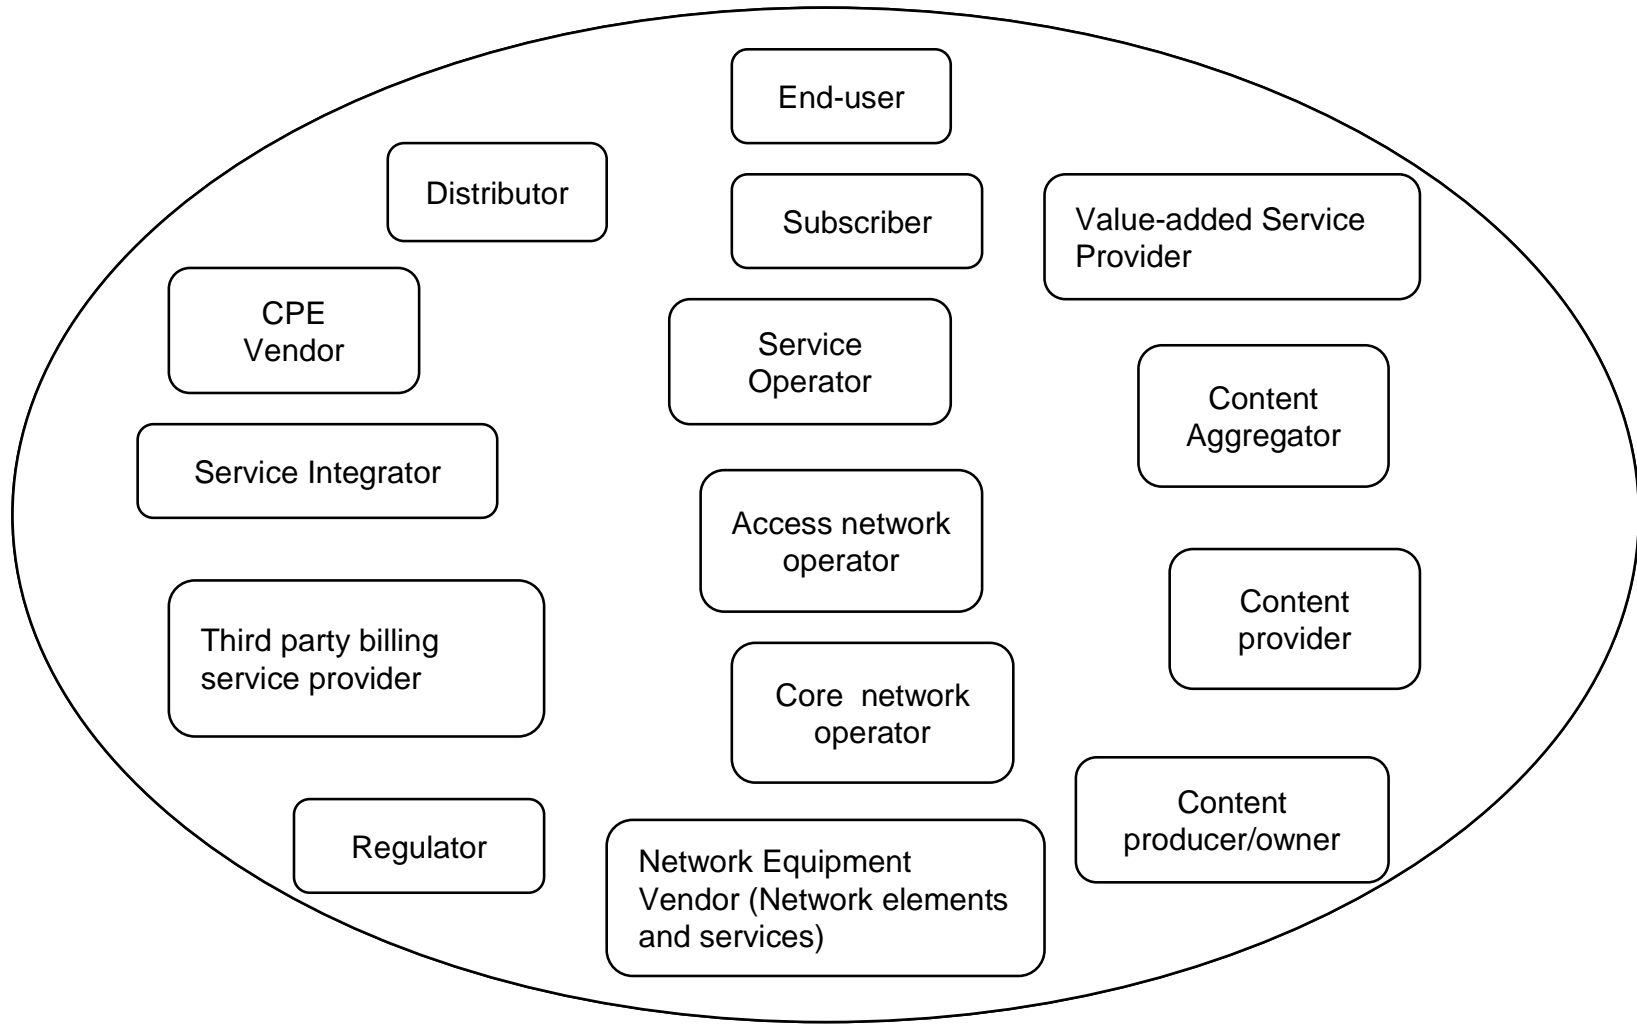 End-user
Distributor
Subscriber
Value-added Service
Provider
CPE
Vendor
Service
Operator
Content
Aggregator
Service Integrator
Access network
operator
Content
provider
Third party billing
service provider
Core  network
operator
Content
producer/owner
Regulator
Network Equipment
Vendor (Network elements
and services)